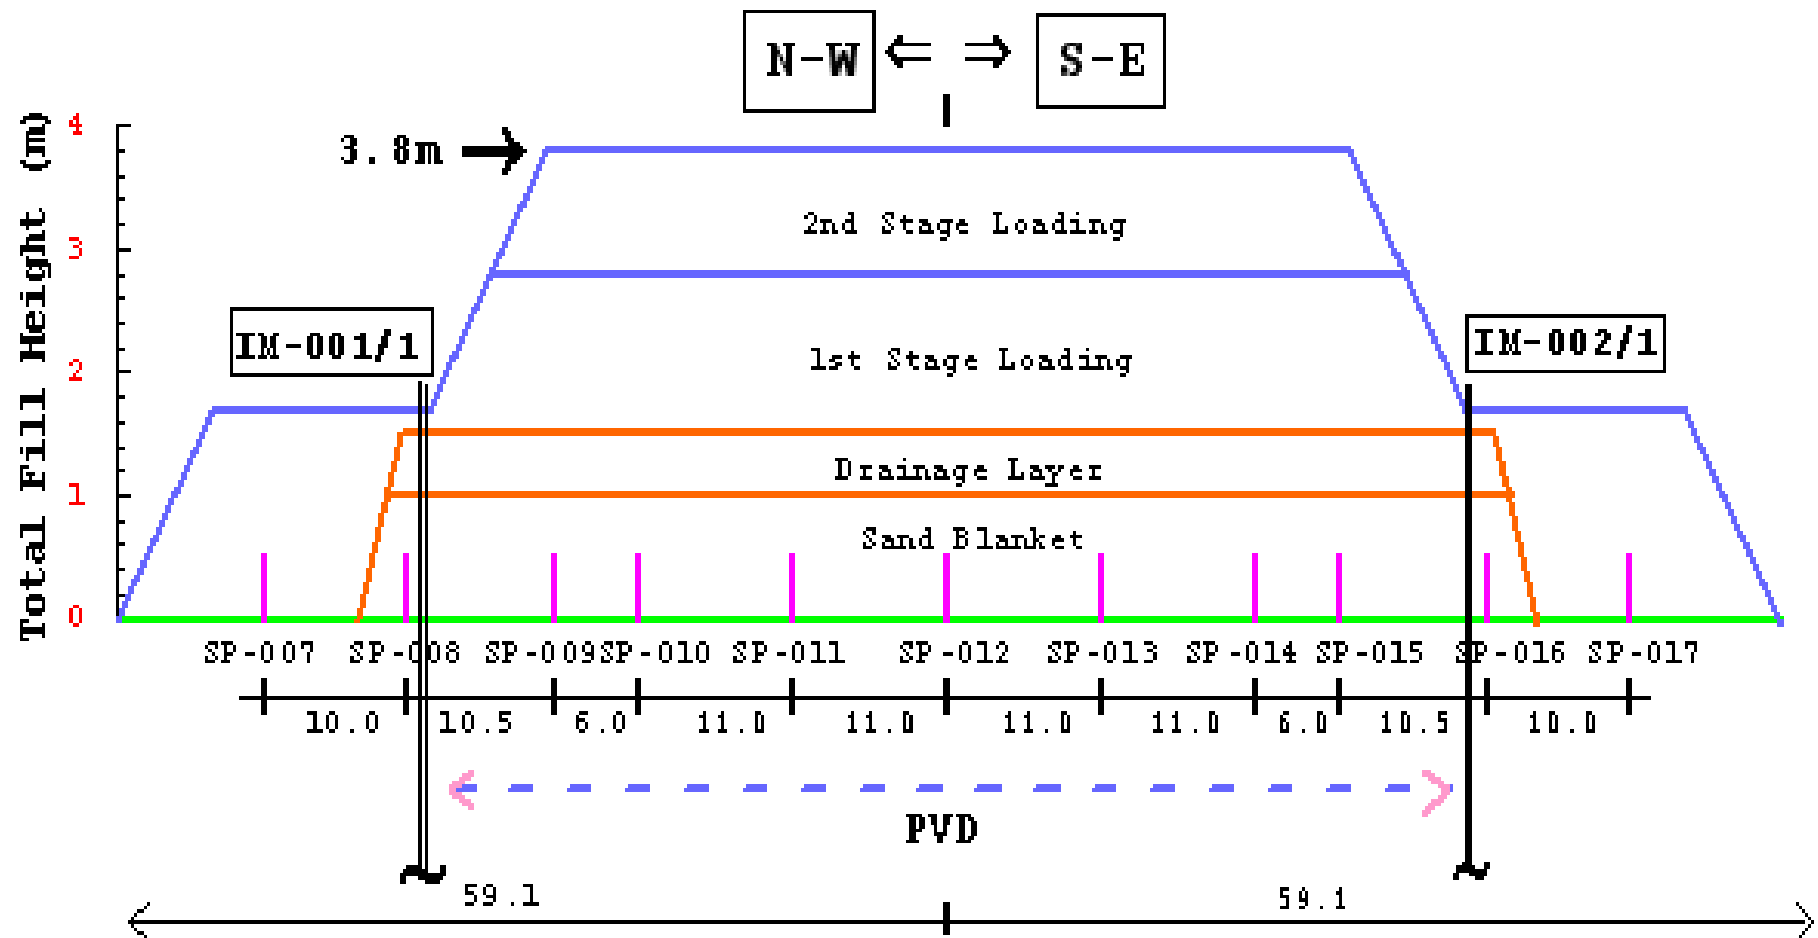 N-W ⇐ ⇒ S-E
Total Fill Height (m)
4
3
2
1
0
3.8m
2nd Stage Loading
IM-001/1
1st Stage Loading
IM-002/1
Drainage Layer
Sand Blanket
SP-007 SP-008 SP-009 SP-010 SP-011 SP-012 SP-013 SP-014 SP-015 SP-016 SP-017
10.0 10.5 6.0 11.0 11.0 11.0 11.0 6.0 10.5 10.0
PVD
59.1 59.1